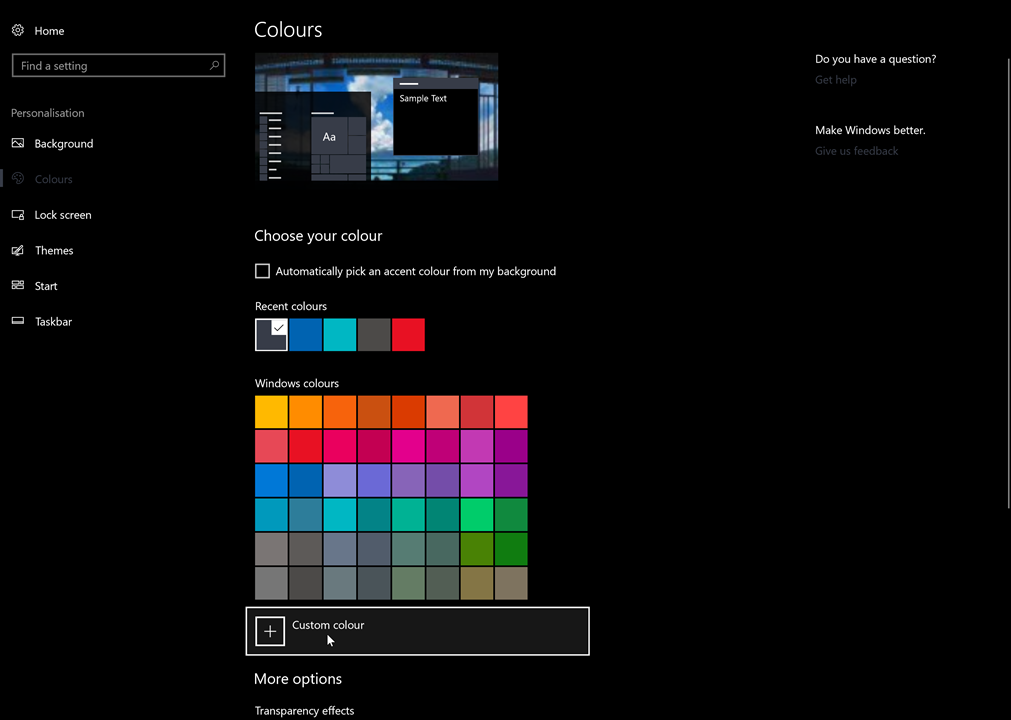 Home
Find a setting
Personalisation
Background
Colours
Lock screen
Themes
Start
Taskbar
Colours
Sample Text
Aa
Choose your colour
Automatically pick an accent colour from my background
Recent colours
Windows colours
Custom colour
More options
Transparency effects
Do you have a question?
Get help
Make Windows better.
Give us feedback